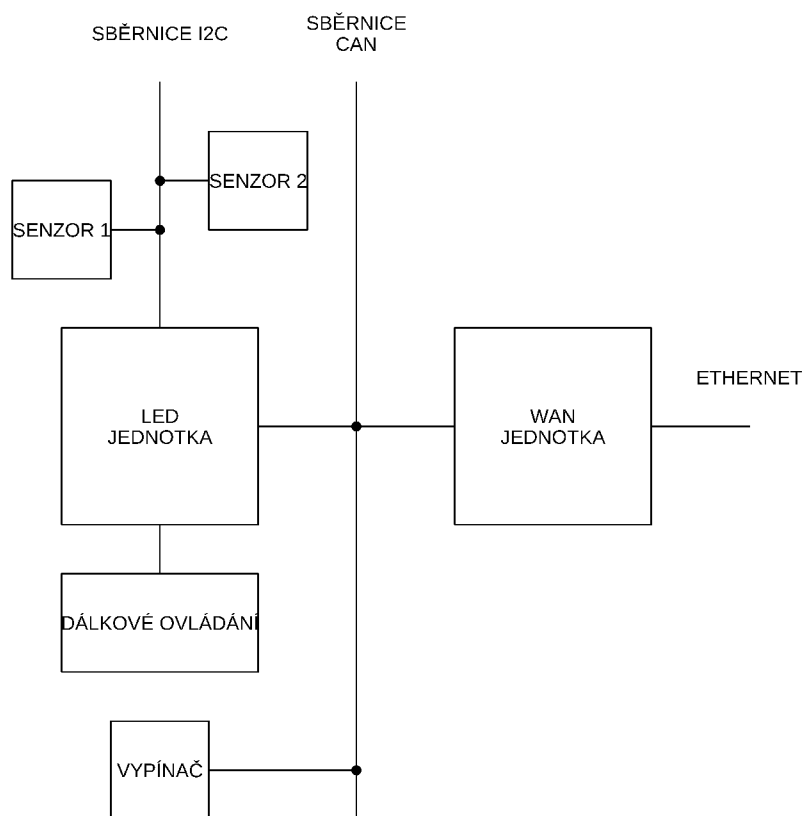 SBĚRNICE I2C
SBĚRNICE
CAN
SENZOR 2
SENZOR 1
ETHERNET
LED
JEDNOTKA
WAN
JEDNOTKA
DÁLKOVÉ OVLÁDÁNÍ
VYPÍNAČ